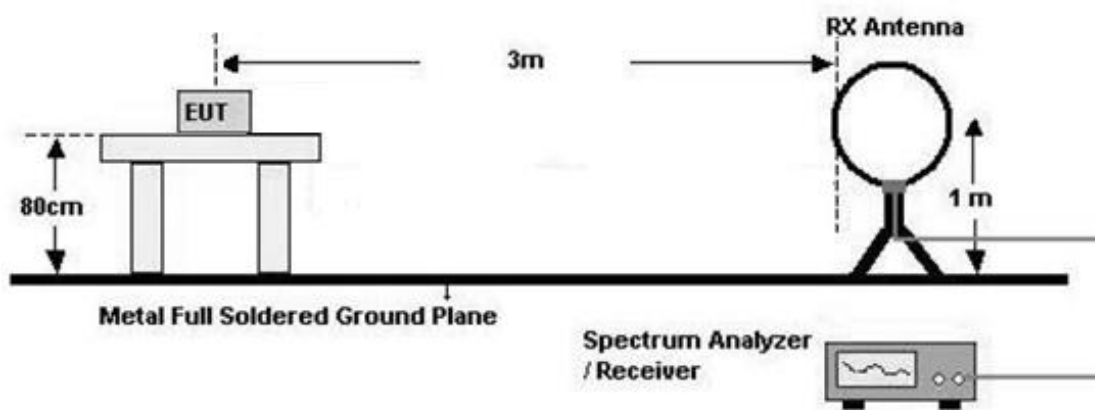 RX Antenna
3m
EUT
80cm
1 m
Metal Full Soldered Ground Plane
Spectrum Analyzer
/ Receiver